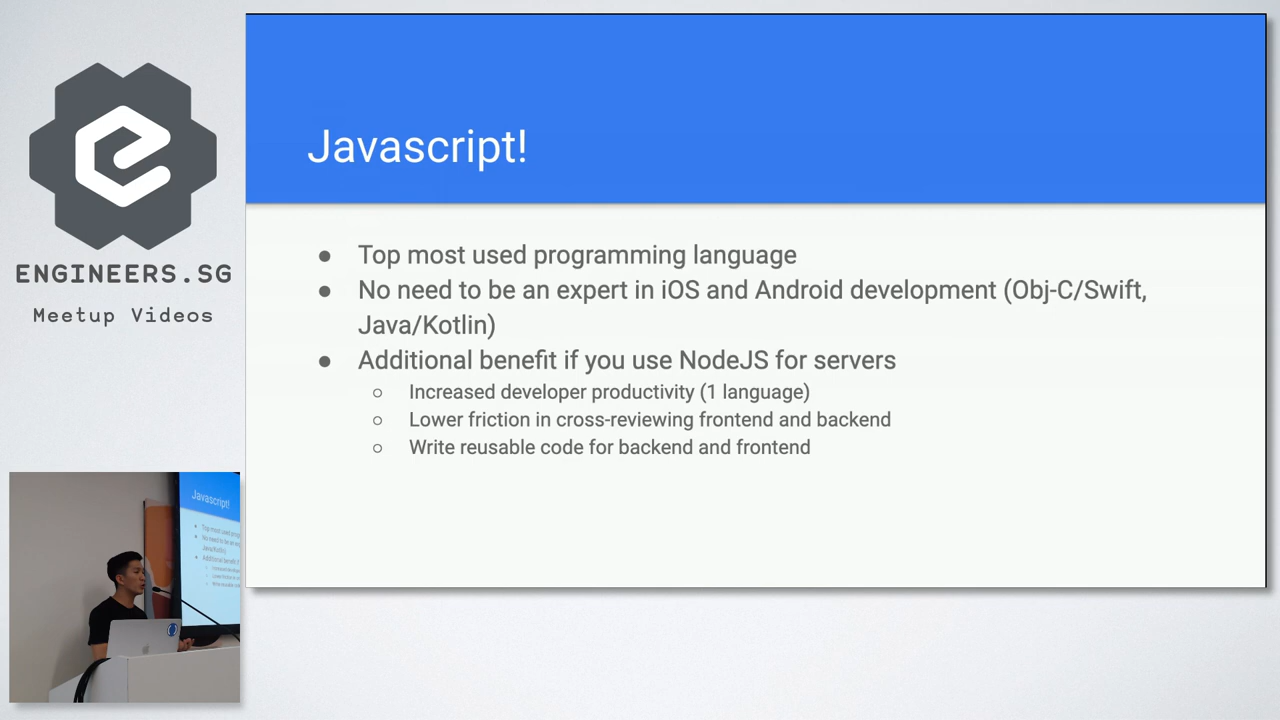 ENGINEERS.SG
Meetup Videos
Javascript!
● Top most used programming language
● No need to be an expert in iOS and Android development (Obj-C/Swift,
Java/Kotlin)
● Additional benefit if you use NodeJS for servers
○ Increased developer productivity (1 language)
○ Lower friction in cross-reviewing frontend and backend
○ Write reusable code for backend and frontend
Javascript!